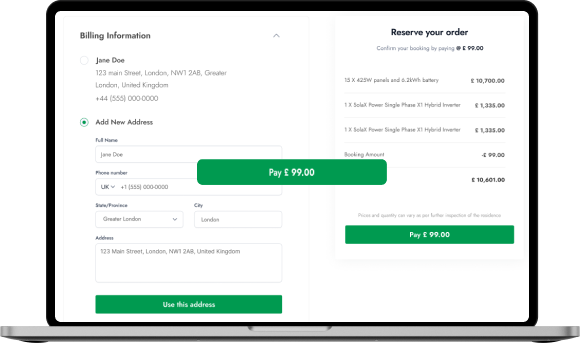 Billing Information
Jane Doe
123 main Street, London, NW1 2AB, Greater
London, United Kingdom
+44 (555) 000-0000
Add New Address
Full Name
Jane Doe
Phone number
UK
+1 (555) 000-0000
State/Province
City
Greater London
London
Address
123 Main Street, London, NW1 2AB, United Kingdom
Use this address
Pay £ 99.00
Reserve your order
Confirm your booking by paying @ £ 99.00
15 X 425W panels and 6.2kWh battery
£ 10,700.00
1 X SolaX Power Single Phase X1 Hybrid Inverter
£ 1,335.00
1 X SolaX Power Single Phase X1 Hybrid Inverter
£ 1,335.00
Booking Amount
-£ 99.00
£ 10,601.00
Prices and quantity can vary as per further inspection of the residence
Pay £ 99.00